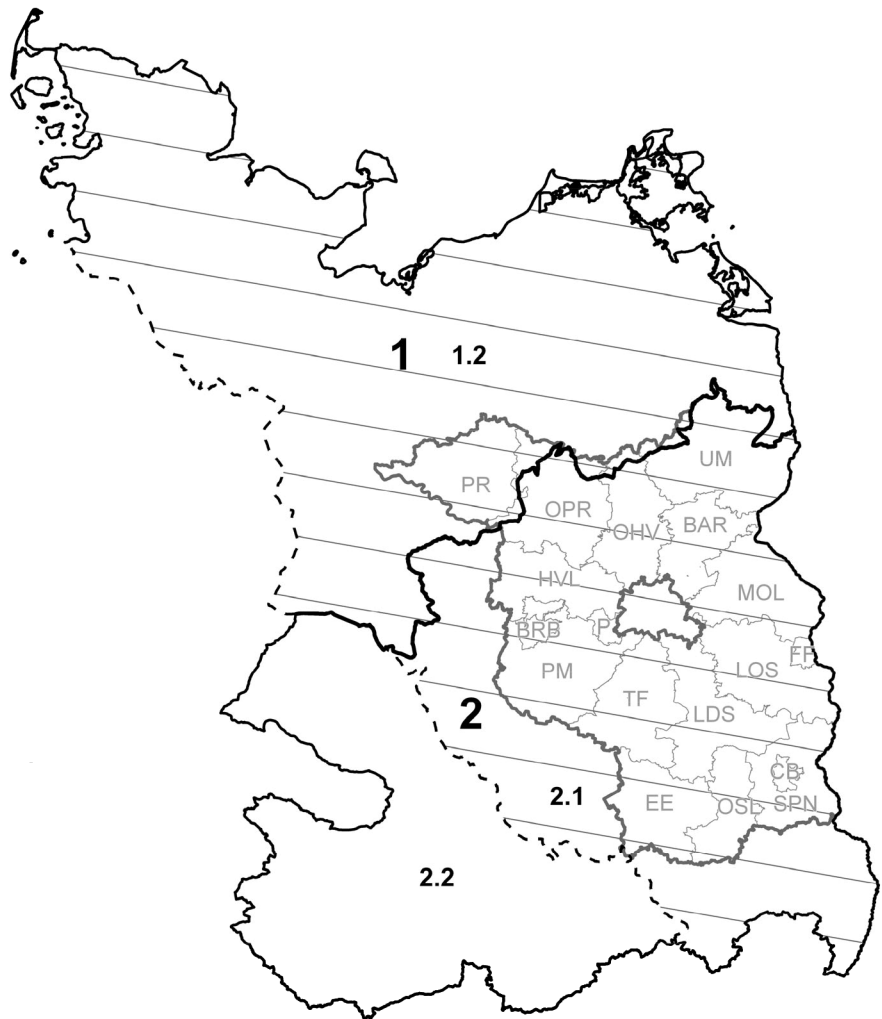 1 1.2
UM
PR
OPR
BAR
OHV
HVL
MOL
BRB
P
FF
PM
LOS
TF
LDS
2
CB
2.1
EE
OSL
SPN
2.2